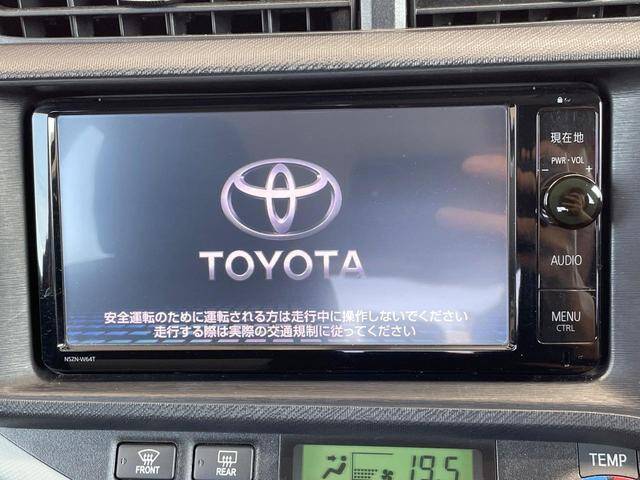 現在地
PWR・VOL
− +
TOYOTA
AUDIO
安全運転のために運転される方は走行中に操作しないでください
走行する際は実際の交通規制に従ってください
MENU
CTRL
NSZN-W64T
FRONT
REAR
19.5
TEMP